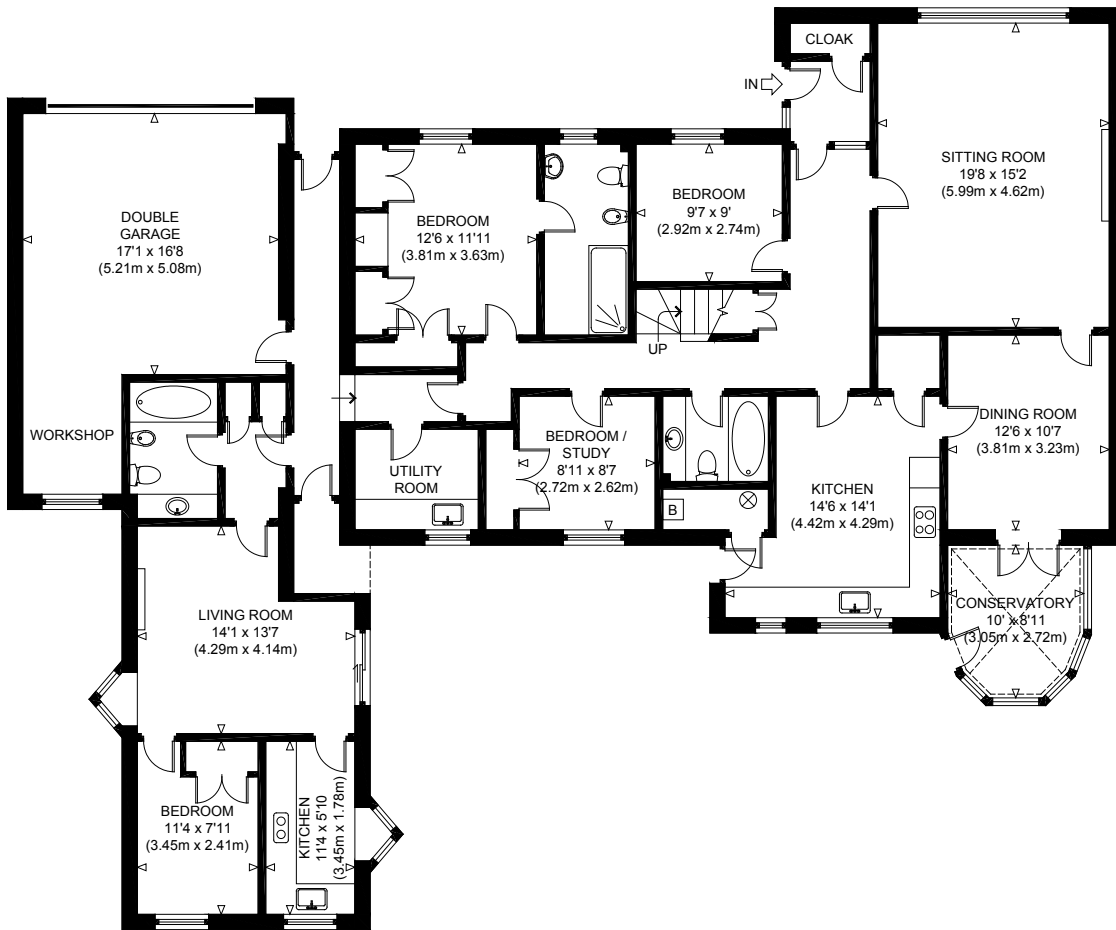 CLOAK
IN
SITTING ROOM
19'8 x 15'2
(5.99m x 4.62m)
DOUBLE
GARAGE
17'1 x 16'8
(5.21m x 5.08m)
BEDROOM
12'6 x 11'11
(3.81m x 3.63m)
BEDROOM
9'7 x 9'
(2.92m x 2.74m)
UP
WORKSHOP
UTILITY
ROOM
BEDROOM /
STUDY
8'11 x 8'7
(2.72m x 2.62m)
B
KITCHEN
14'6 x 14'1
(4.42m x 4.29m)
DINING ROOM
12'6 x 10'7
(3.81m x 3.23m)
CONSERVATORY
10' x 8'11
(3.05m x 2.72m)
LIVING ROOM
14'1 x 13'7
(4.29m x 4.14m)
BEDROOM
11'4 x 7'11
(3.45m x 2.41m)
KITCHEN
11'4 x 5'10
(3.45m x 1.78m)